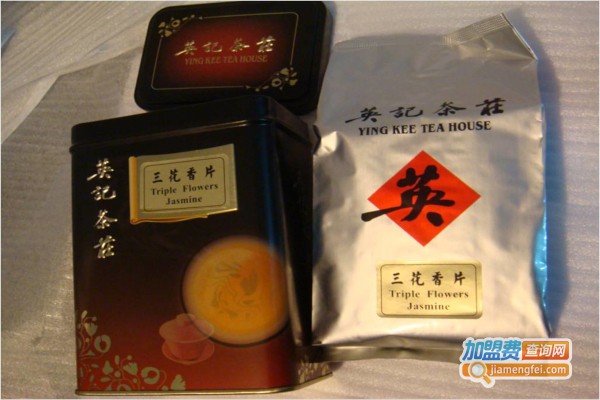 英記茶莊
YING KEE TEA HOUSE
英記茶莊
三花香片
Triple Flowers
Jasmine
英記茶莊
YING KEE TEA HOUSE
英
三花香片
Triple Flowers
Jasmine
加盟费查询网
jiamengfei.com